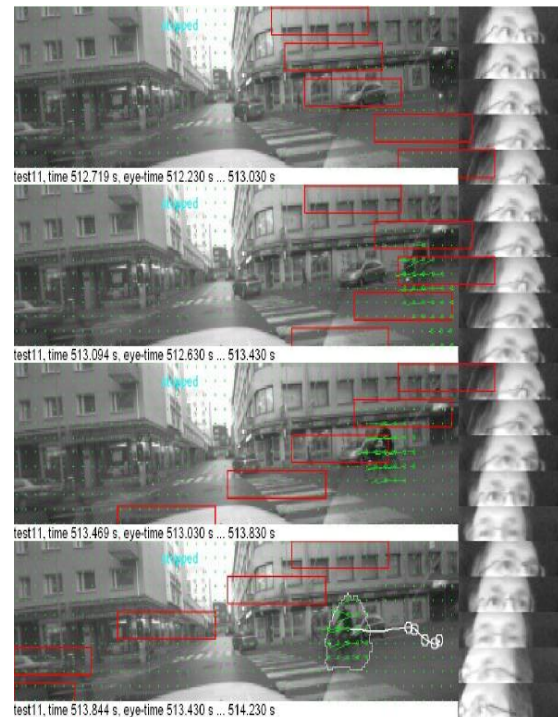 stopped
test11, time 512.719 s, eye-time 512.230 s ... 513.030 s
stopped
test11, time 513.094 s, eye-time 512.630 s ... 513.430 s
stopped
test11, time 513.469 s, eye-time 513.030 s ... 513.830 s
stopped
test11, time 513.844 s, eye-time 513.430 s ... 514.230 s